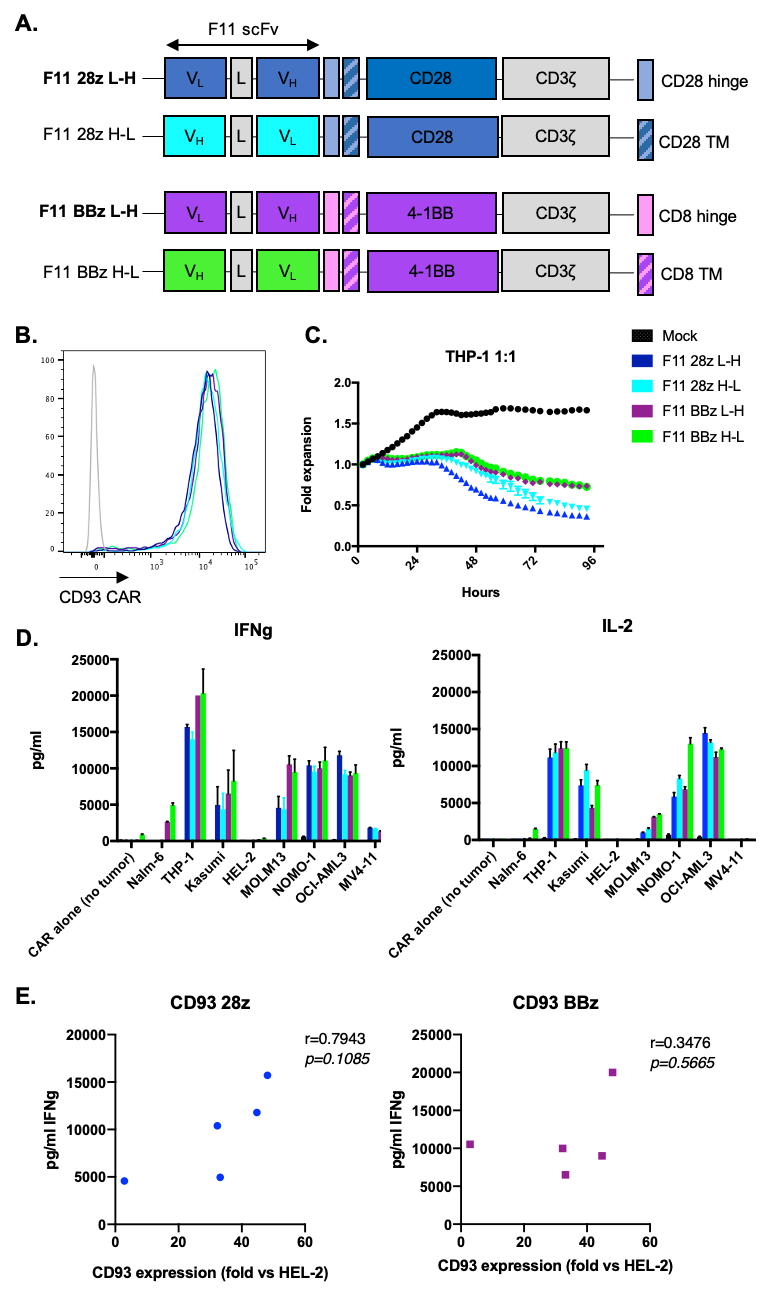 A.
F11 scFv
F11 28z L-H
VL L VH CD28 CD3ζ
CD28 hinge
F11 28z H-L
VH L VL CD28 CD3ζ
CD28 TM
F11 BBz L-H
VL L VH 4-1BB CD3ζ
CD8 hinge
F11 BBz H-L
VH L VL 4-1BB CD3ζ
CD8 TM
B.
100
80
60
40
20
0
0 10^3 10^4 10^5
CD93 CAR
C.
THP-1 1:1
Fold expansion
2.0
1.5
1.0
0.5
0.0
0 24 48 72 96
Hours
Mock
F11 28z L-H
F11 28z H-L
F11 BBz L-H
F11 BBz H-L
D.
IFNg
pg/ml
25000
20000
15000
10000
5000
0
CAR alone (no tumor)
Nalm-6
THP-1
Kasumi
HEL-2
MOLM13
NOMO-1
OCI-AML3
MV4-11
IL-2
pg/ml
25000
20000
15000
10000
5000
0
CAR alone (no tumor)
Nalm-6
THP-1
Kasumi
HEL-2
MOLM13
NOMO-1
OCI-AML3
MV4-11
E.
CD93 28z
r=0.7943
p=0.1085
pg/ml IFNg
20000
15000
10000
5000
0
0 20 40 60
CD93 expression (fold vs HEL-2)
CD93 BBz
r=0.3476
p=0.5665
pg/ml IFNg
25000
20000
15000
10000
5000
0
0 20 40 60
CD93 expression (fold vs HEL-2)